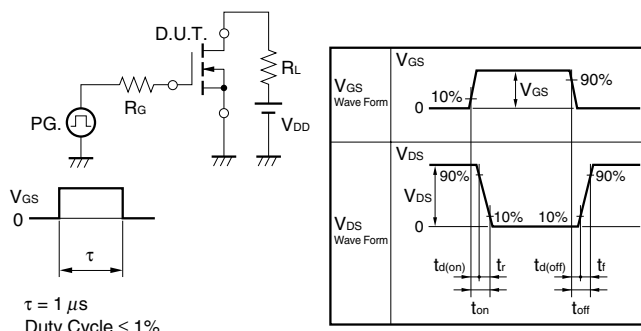 D.U.T.
RL
RG
PG.
VDD
VGS
0
τ
τ = 1 μs
Duty Cycle ≤ 1%
VGS
Wave Form
VGS
10%
0
VGS
90%
VDS
Wave Form
VDS
90%
VDS
0
10%
10%
90%
td(on)
tr
td(off)
tf
ton
toff